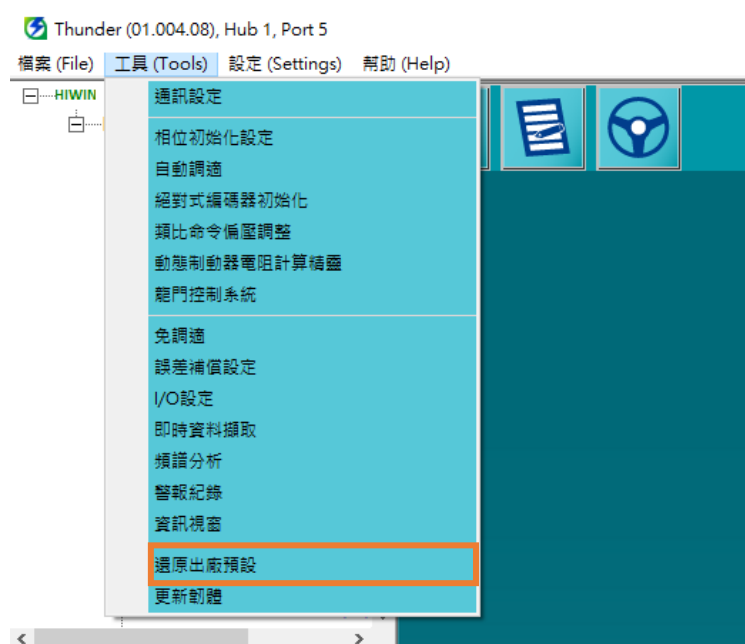 Thunder (01.004.08), Hub 1, Port 5
檔案 (File) 工具 (Tools) 設定 (Settings) 幫助 (Help)
HIWIN
通訊設定
相位初始化設定
自動調適
絕對式編碼器初始化
類比命令偏壓調整
動態制動器電阻計算精靈
龍門控制系統
免調適
誤差補償設定
I/O設定
即時資料擷取
頻譜分析
警報紀錄
資訊視窗
還原出廠預設
更新韌體